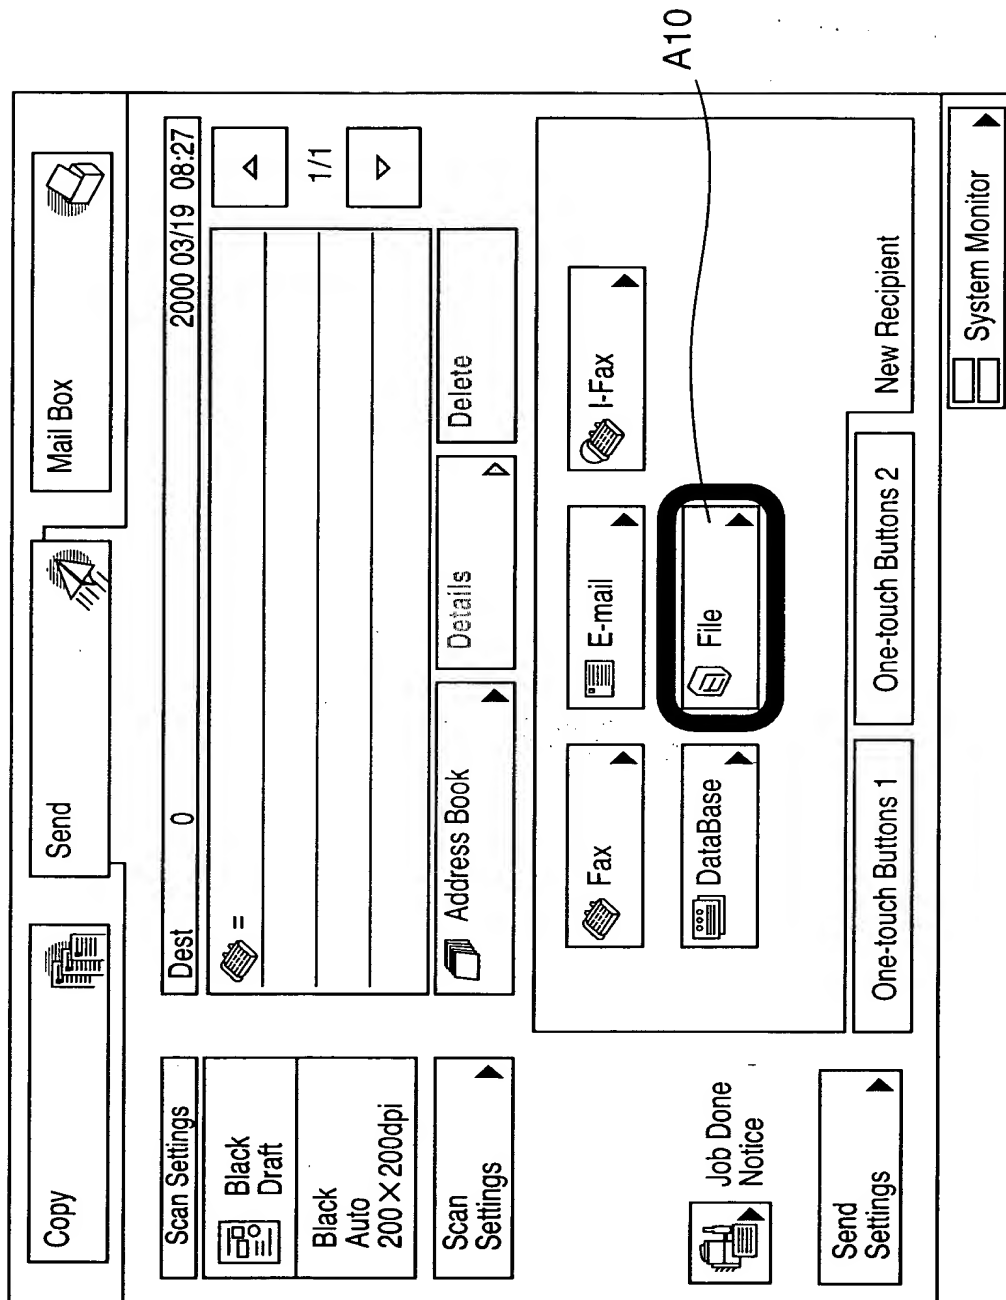 Copy
Send
Mail Box
Scan Settings
Black
Draft
Black
Auto
200×200dpi
Scan
Settings
Job Done
Notice
Send
Settings
Dest 0 2000 03/19 08:27
=
1/1
Address Book
Details
Delete
Fax
E-mail
I-Fax
DataBase
File
A10
One-touch Buttons 1
One-touch Buttons 2
New Recipient
System Monitor